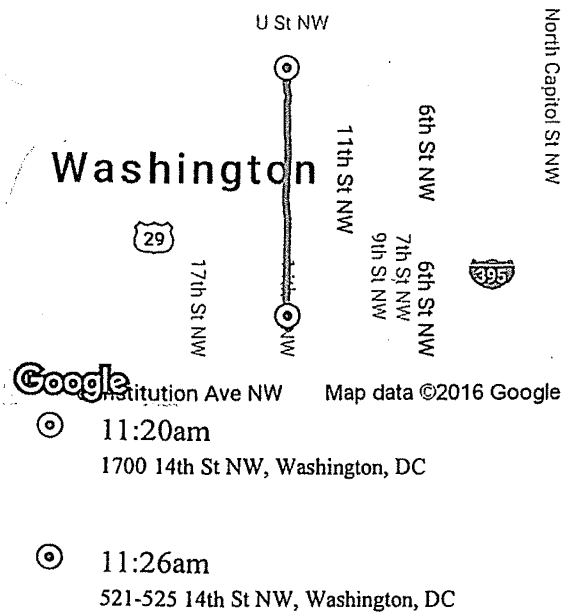 U St NW
North Capitol St NW
6th St NW
11th St NW
Washington
29
7th St NW
9th St NW
395
17th St NW
6th St NW
NW
Google
nstitution Ave NW
Map data ©2016 Google
11:20am
1700 14th St NW, Washington, DC
11:26am
521-525 14th St NW, Washington, DC